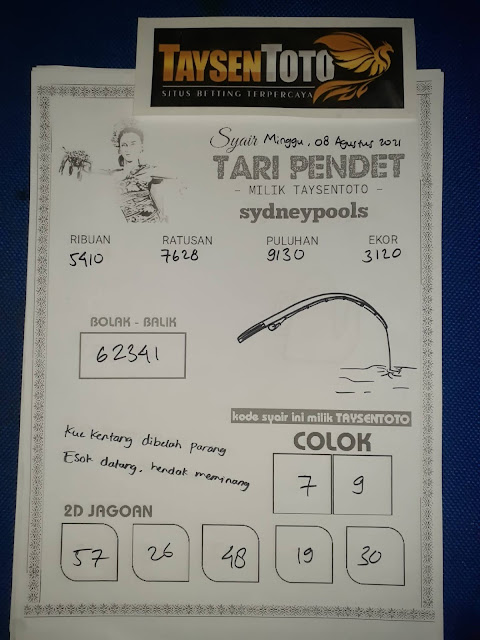 TAYSENTOTO
SITUS BETTING TERPERCAYA
Syair Minggu, 08 Agustus 2021
TARI PENDET
- MILIK TAYSENTOTO -
sydneypools
RIBUAN RATUSAN PULUHAN EKOR
5910 7628 9130 3120
BOLAK - BALIK
62341
kode syair ini milik TAYSENTOTO
Kue kentang dibelah parang
Esok datang, hendak meminang
COLOK
7 9
2D JAGOAN
57 26 48 19 30